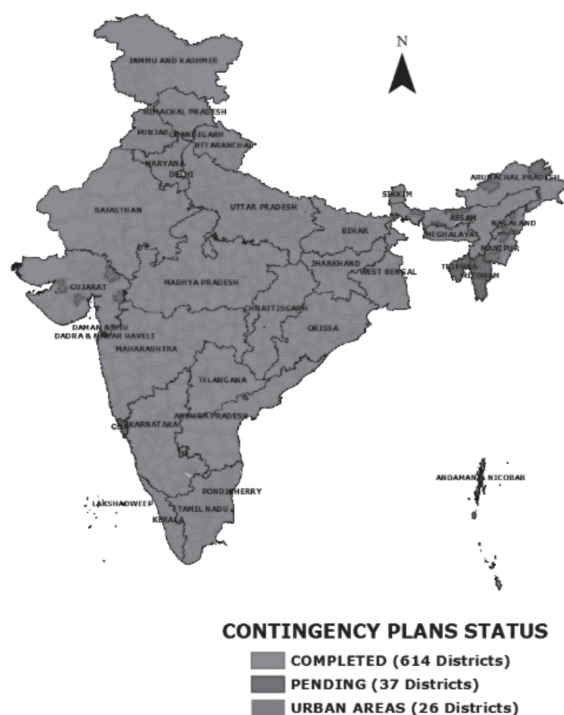 N
JAMMU AND KASHMIR
HIMACHAL PRADESH
PUNJAB
CHANDIGARH
UTTARANCHAL
HARYANA
DELHI
ARUNACHAL PRADESH
SIKKIM
RAJASTHAN
UTTAR PRADESH
ASSAM
NAGALAND
MEGHALAYA
BIHAR
MANIPUR
JHARKHAND
TRIPURA
MIZORAM
WEST BENGAL
GUJARAT
MADHYA PRADESH
CHHATTISGARH
DAMAN & DIU
DADRA & NAGAR HAVELI
ORISSA
MAHARASHTRA
TELANGANA
ANDHRA PRADESH
KARNATAKA
ANDAMAN & NICOBAR
PONDICHERRY
LAKSHADWEEP
TAMIL NADU
KERALA
CONTINGENCY PLANS STATUS
COMPLETED (614 Districts)
PENDING (37 Districts)
URBAN AREAS (26 Districts)